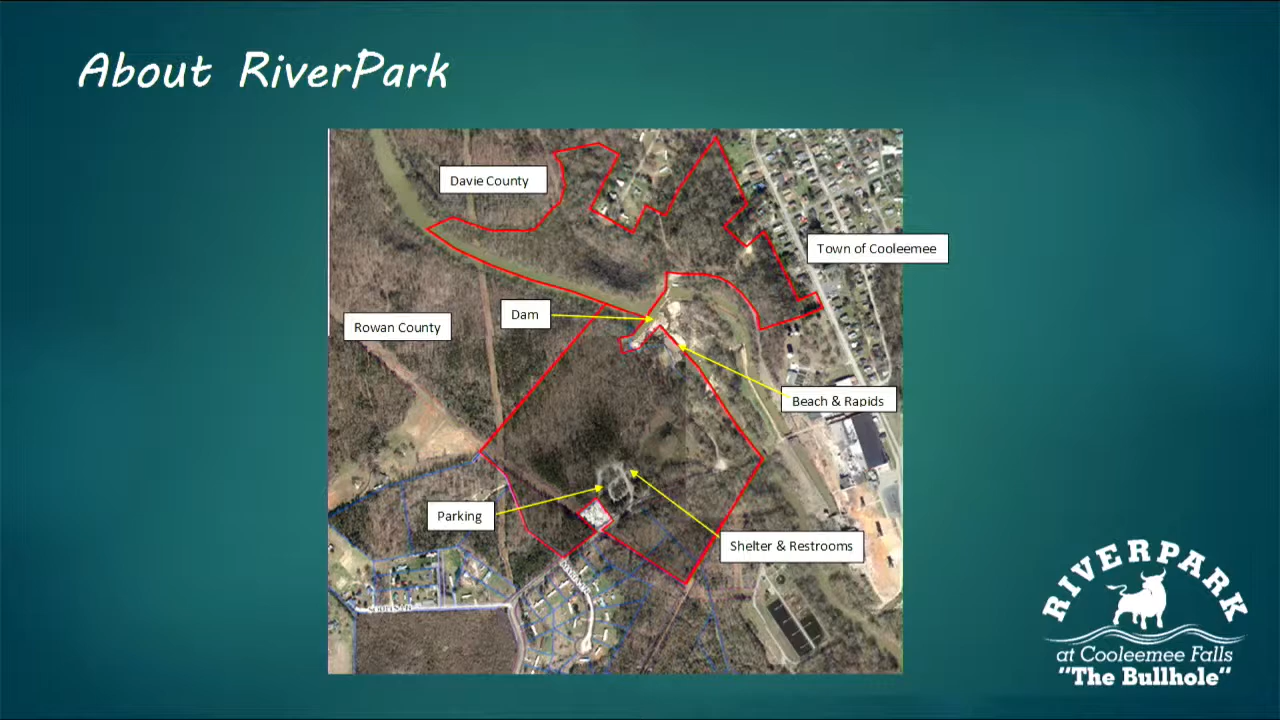 About RiverPark
Davie County
Town of Cooleemee
Dam
Rowan County
Beach & Rapids
Parking
Shelter & Restrooms
RIVERPARK
at Cooleemee Falls
"The Bullhole"